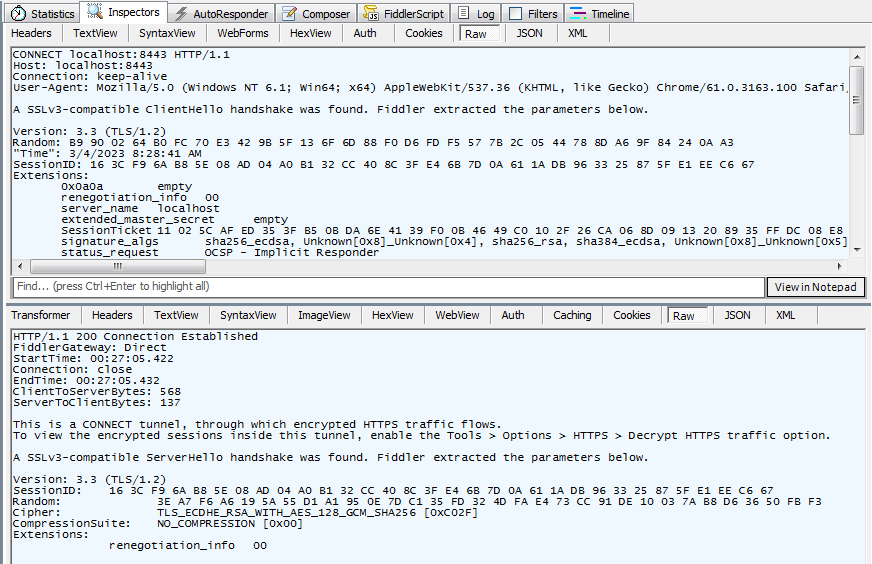 Statistics Inspectors AutoResponder Composer FiddlerScript Log Filters Timeline
Headers TextView SyntaxView WebForms HexView Auth Cookies Raw JSON XML
CONNECT localhost:8443 HTTP/1.1
Host: localhost:8443
Connection: keep-alive
User-Agent: Mozilla/5.0 (Windows NT 6.1; Win64; x64) AppleWebKit/537.36 (KHTML, like Gecko) Chrome/61.0.3163.100 Safari/
A SSLv3-compatible ClientHello handshake was found. Fiddler extracted the parameters below.
Version: 3.3 (TLS/1.2)
Random: B9 90 02 64 B0 FC 70 E3 42 9B 5F 13 6F 6D 88 F0 D6 FD F5 57 7B 2C 05 44 78 8D A6 9F 84 24 0A A3
"Time": 3/4/2023 8:28:41 AM
SessionID: 16 3C F9 6A B8 5E 08 AD 04 A0 B1 32 CC 40 8C 3F E4 6B 7D 0A 61 1A DB 96 33 25 87 5F E1 EE C6 67
Extensions:
0x0a0a empty
renegotiation_info 00
server_name localhost
extended_master_secret empty
SessionTicket 11 02 5C AF ED 35 3F B5 0B DA 6E 41 39 F0 0B 46 49 C0 10 2F 26 CA 06 8D 09 13 20 89 35 FF DC 08 E8
signature_algs sha256_ecdsa, Unknown[0x8]_Unknown[0x4], sha256_rsa, sha384_ecdsa, Unknown[0x8]_Unknown[0x5]
status_request OCSP - Implicit Responder
Find... (press Ctrl+Enter to highlight all) View in Notepad
Transformer Headers TextView SyntaxView ImageView HexView WebView Auth Caching Cookies Raw JSON XML
HTTP/1.1 200 Connection Established
FiddlerGateway: Direct
StartTime: 00:27:05.422
Connection: close
EndTime: 00:27:05.432
ClientToServerBytes: 568
ServerToClientBytes: 137
This is a CONNECT tunnel, through which encrypted HTTPS traffic flows.
To view the encrypted sessions inside this tunnel, enable the Tools > Options > HTTPS > Decrypt HTTPS traffic option.
A SSLv3-compatible ServerHello handshake was found. Fiddler extracted the parameters below.
Version: 3.3 (TLS/1.2)
SessionID: 16 3C F9 6A B8 5E 08 AD 04 A0 B1 32 CC 40 8C 3F E4 6B 7D 0A 61 1A DB 96 33 25 87 5F E1 EE C6 67
Random: 3E A7 F6 A6 19 5A 55 D1 A1 95 0E 7D C1 35 FD 32 4D FA E4 73 CC 91 DE 10 03 7A B8 D6 36 50 FB F3
Cipher: TLS_ECDHE_RSA_WITH_AES_128_GCM_SHA256 [0xC02F]
CompressionSuite: NO_COMPRESSION [0x00]
Extensions:
renegotiation_info 00